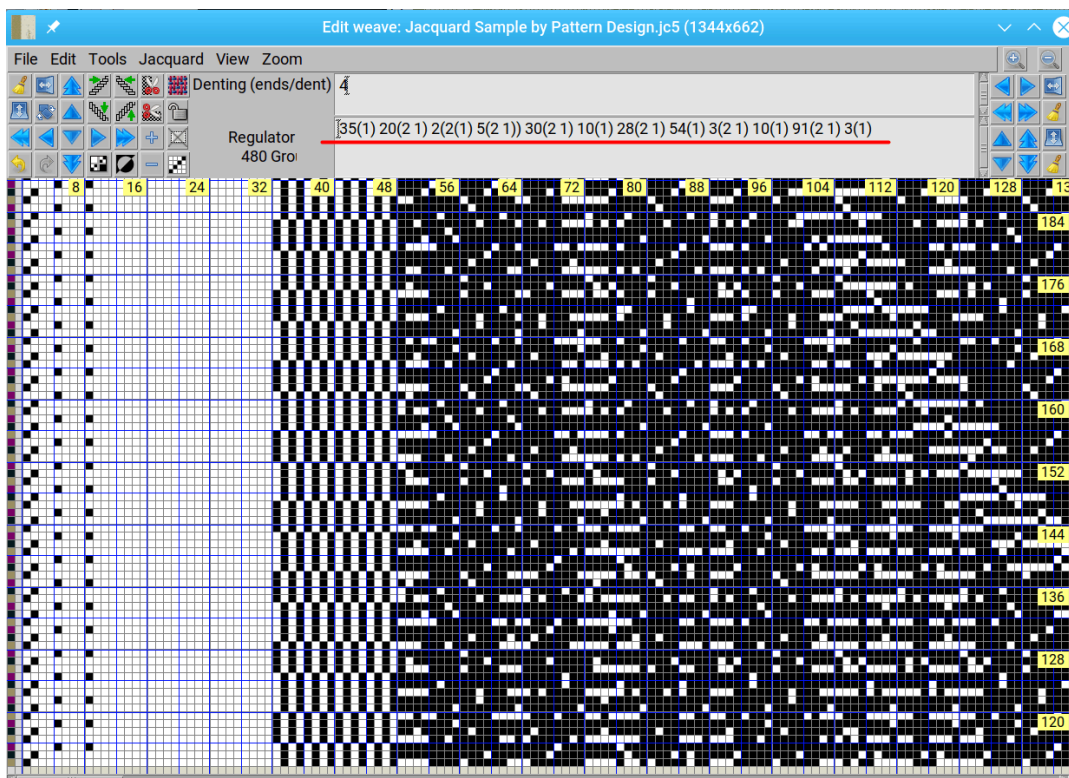 Edit weave: Jacquard Sample by Pattern Design.jc5 (1344x662)
File Edit Tools Jacquard View Zoom
Denting (ends/dent) 4
Regulator 35(1) 20(2 1) 2(2(1) 5(2 1)) 30(2 1) 10(1) 28(2 1) 54(1) 3(2 1) 10(1) 91(2 1) 3(1)
480 Gro
8 16 24 32 40 48 56 64 72 80 88 96 104 112 120 128 13
184
176
168
160
152
144
136
128
120